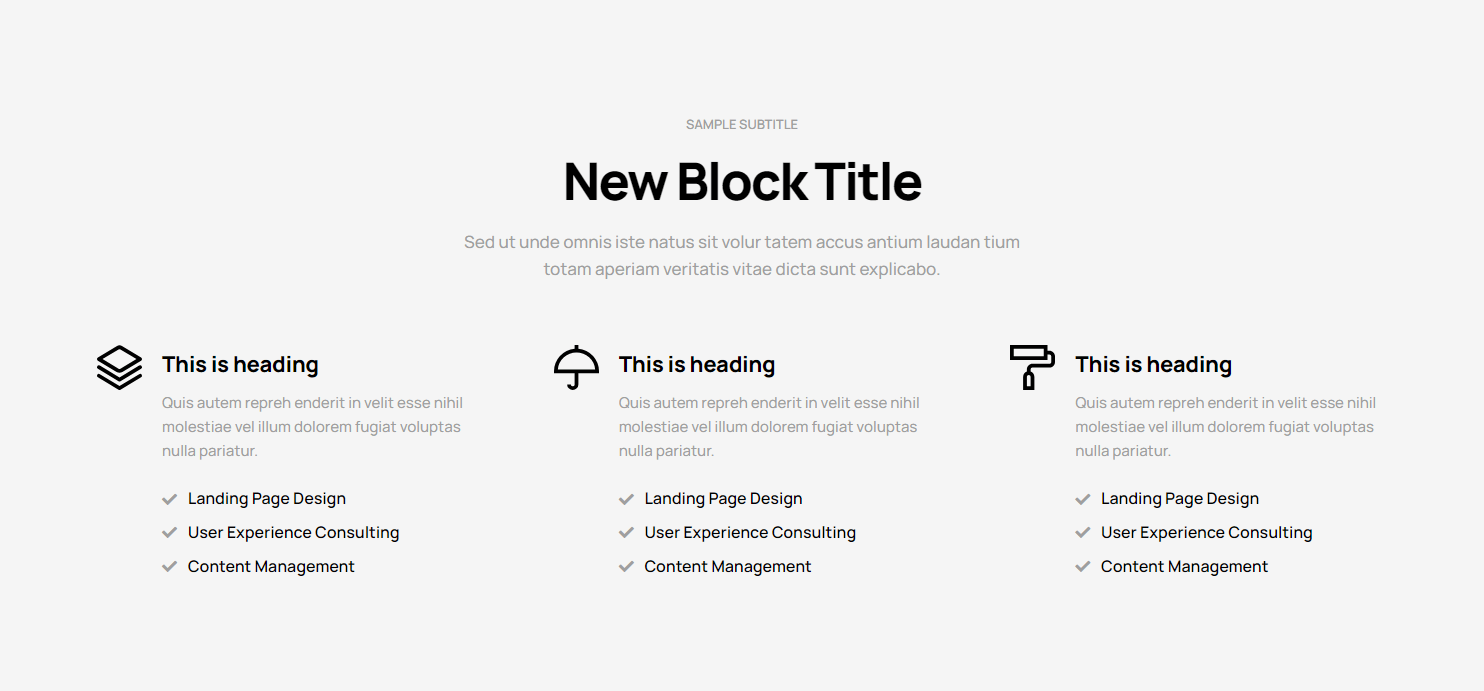 SAMPLE SUBTITLE
New Block Title
Sed ut unde omnis iste natus sit volur tatem accus antium laudan tium
totam aperiam veritatis vitae dicta sunt explicabo.
This is heading
Quis autem repreh enderit in velit esse nihil
molestiae vel illum dolorem fugiat voluptas
nulla pariatur.
Landing Page Design
User Experience Consulting
Content Management
This is heading
Quis autem repreh enderit in velit esse nihil
molestiae vel illum dolorem fugiat voluptas
nulla pariatur.
Landing Page Design
User Experience Consulting
Content Management
This is heading
Quis autem repreh enderit in velit esse nihil
molestiae vel illum dolorem fugiat voluptas
nulla pariatur.
Landing Page Design
User Experience Consulting
Content Management